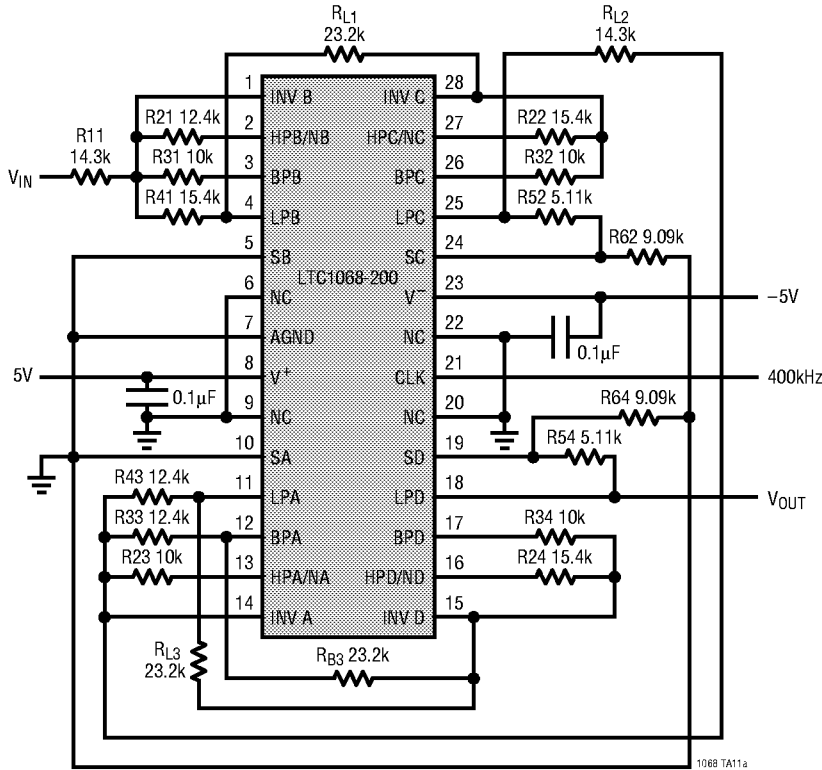 RL1
23.2k
RL2
14.3k
1
INV B
INV C
28
R21 12.4k
2
HPB/NB
HPC/NC
27
R22 15.4k
R11
14.3k
R31 10k
3
BPB
BPC
26
R32 10k
VIN
R41 15.4k
4
LPB
LPC
25
R52 5.11k
5
SB
SC
24
R62 9.09k
LTC1068-200
6
NC
V−
23
−5V
7
AGND
NC
22
0.1µF
5V
8
V+
CLK
21
400kHz
0.1µF
9
NC
NC
20
R64 9.09k
10
SA
SD
19
R54 5.11k
R43 12.4k
11
LPA
LPD
18
VOUT
R33 12.4k
12
BPA
BPD
17
R34 10k
R23 10k
13
HPA/NA
HPD/ND
16
R24 15.4k
14
INV A
INV D
15
RL3
23.2k
RB3 23.2k
1068 TA11a